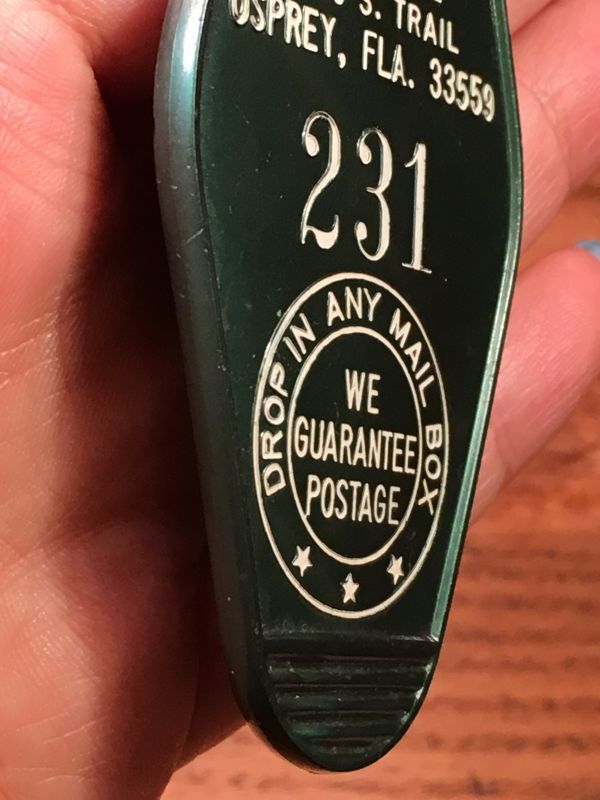 S. TRAIL
OSPREY, FLA. 33559
231
DROP IN ANY MAIL BOX
WE
GUARANTEE
POSTAGE